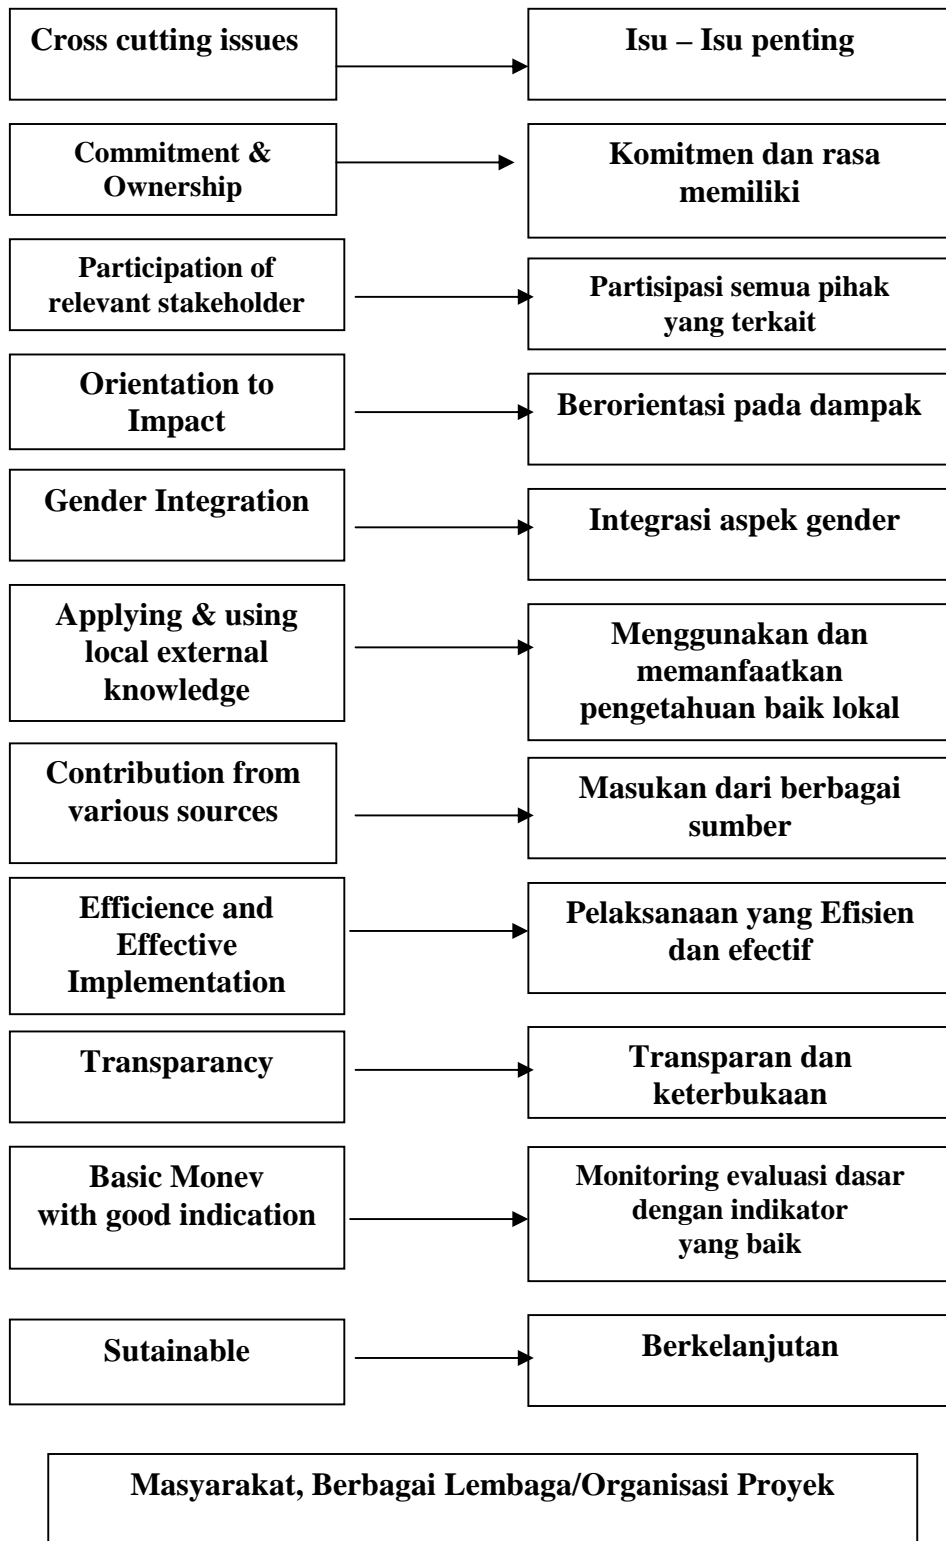 Cross cutting issues
Isu – Isu penting
Commitment &
Ownership
Komitmen dan rasa
memiliki
Participation of
relevant stakeholder
Partisipasi semua pihak
yang terkait
Orientation to
Impact
Berorientasi pada dampak
Gender Integration
Integrasi aspek gender
Applying & using
local external
knowledge
Menggunakan dan
memanfaatkan
pengetahuan baik lokal
Contribution from
various sources
Masukan dari berbagai
sumber
Efficience and
Effective
Implementation
Pelaksanaan yang Efisien
dan efectif
Transparancy
Transparan dan
keterbukaan
Basic Monev
with good indication
Monitoring evaluasi dasar
dengan indikator
yang baik
Sutainable
Berkelanjutan
Masyarakat, Berbagai Lembaga/Organisasi Proyek